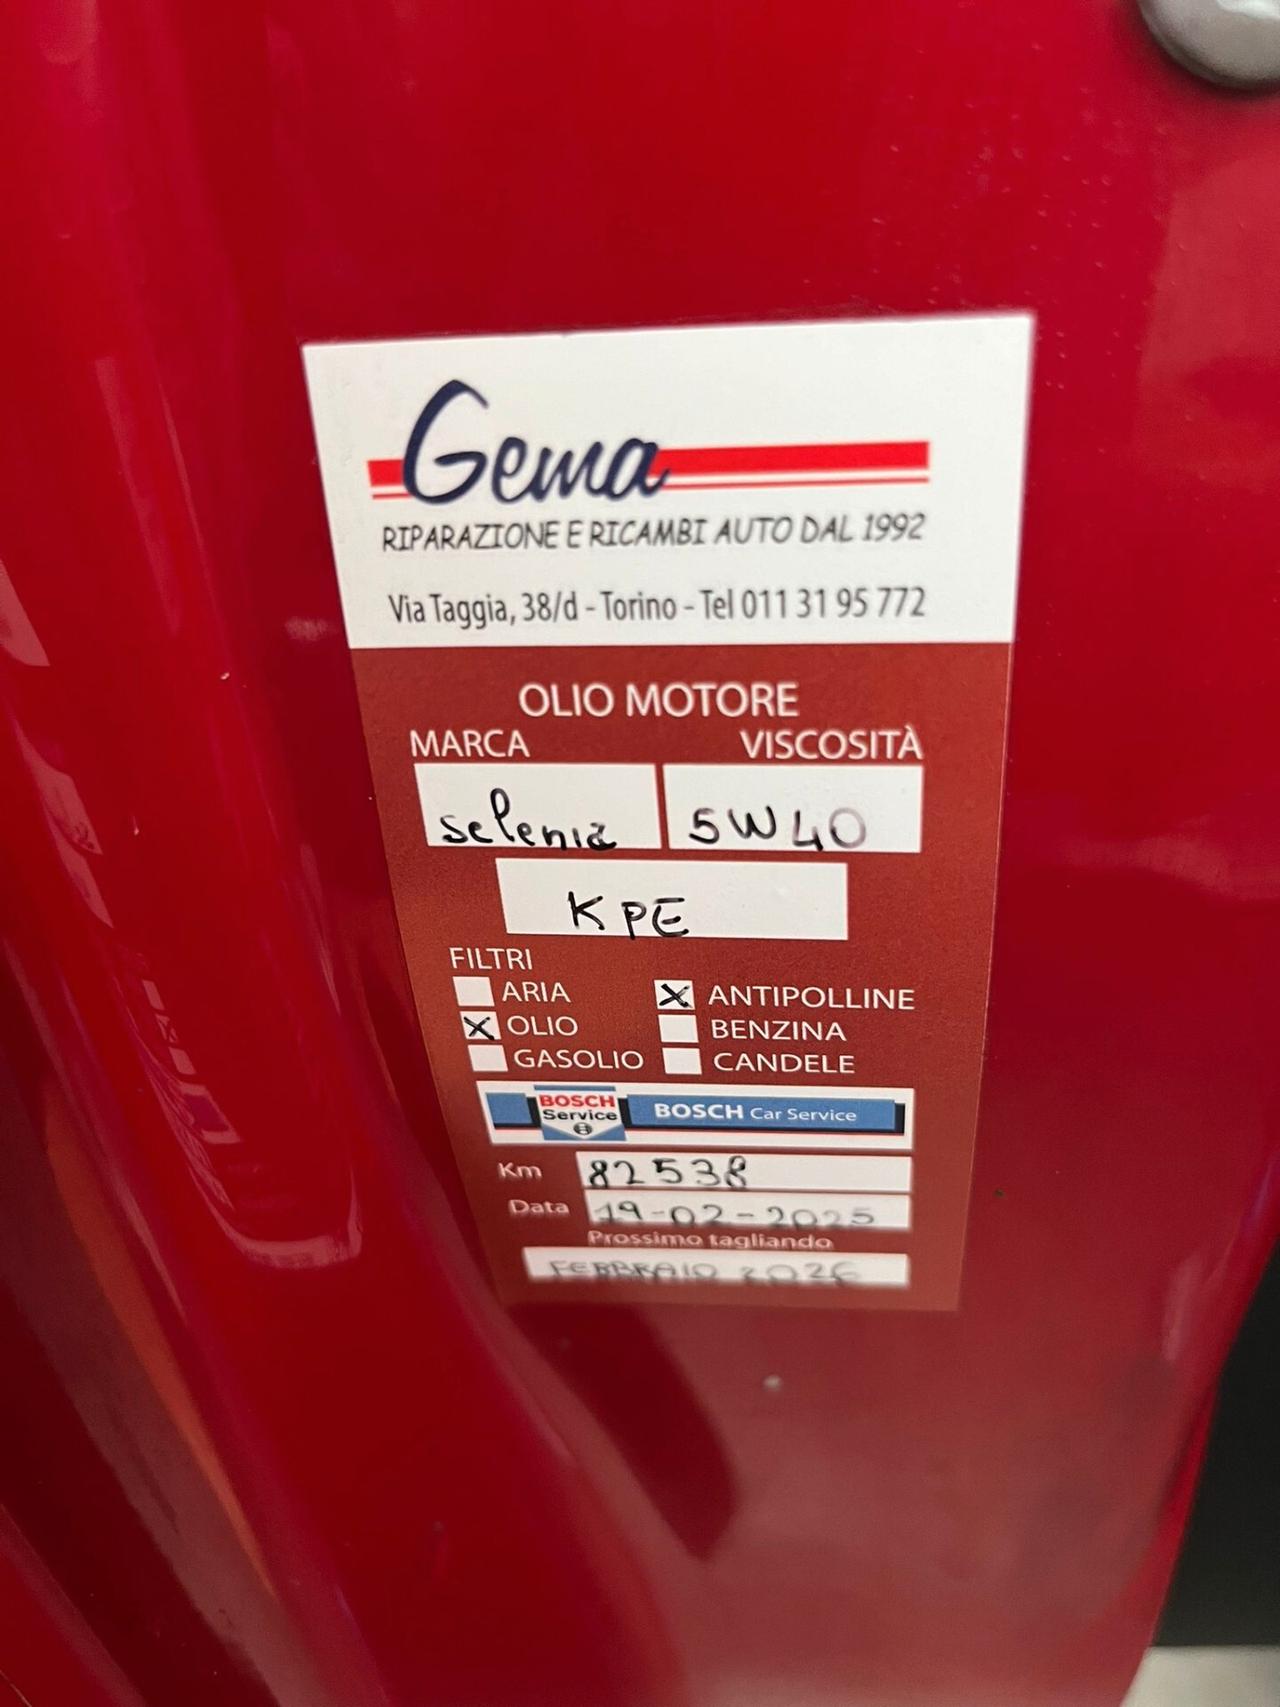 Gema
RIPARAZIONE E RICAMBI AUTO DAL 1992
Via Taggia, 38/d - Torino - Tel 011 31 95 772
OLIO MOTORE
MARCA VISCOSITÀ
selenia 5W40
KPE
FILTRI
ARIA X ANTIPOLLINE
X OLIO BENZINA
GASOLIO CANDELE
BOSCH
Service
BOSCH Car Service
Km 82538
Data 19-02-2025
Prossimo tagliando
FEBBRAIO 2026